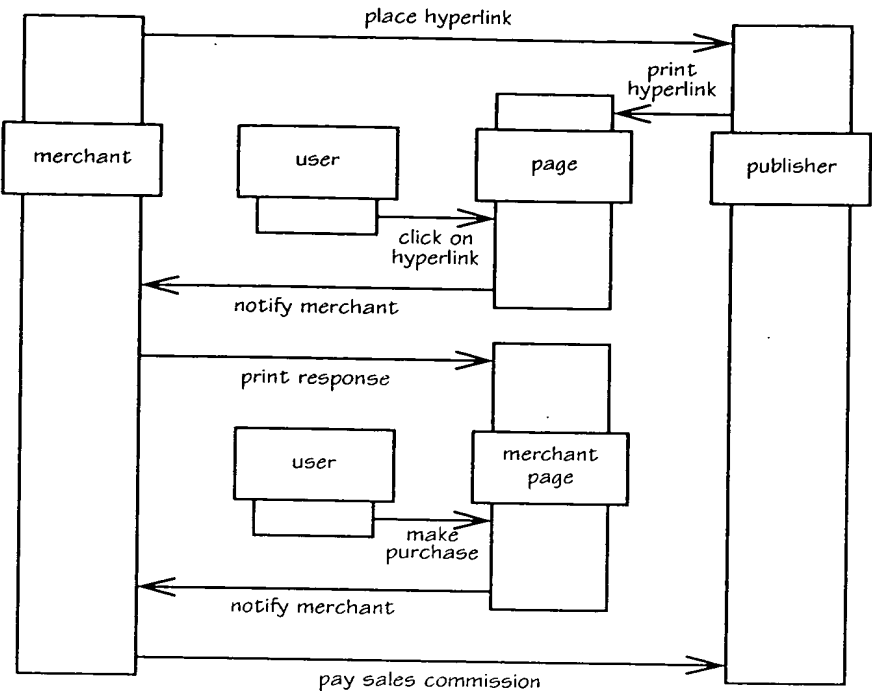 place hyperlink
print
hyperlink
merchant
user
page
publisher
click on
hyperlink
notify merchant
print response
user
merchant
page
make
purchase
notify merchant
pay sales commission